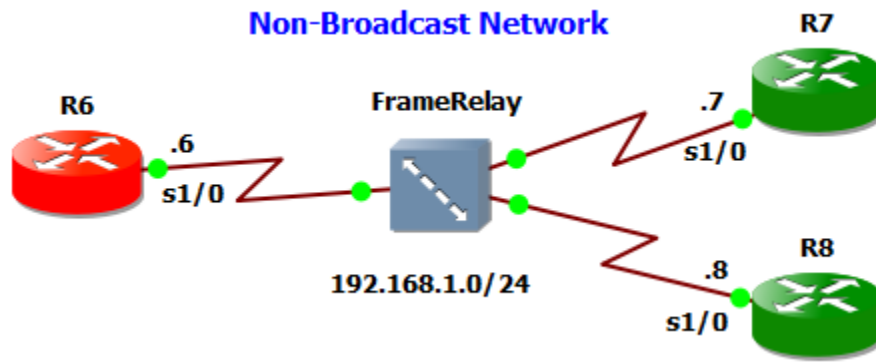 Non-Broadcast Network
R7
R6
FrameRelay
.7
.6
s1/0
s1/0
R8
.8
192.168.1.0/24
s1/0